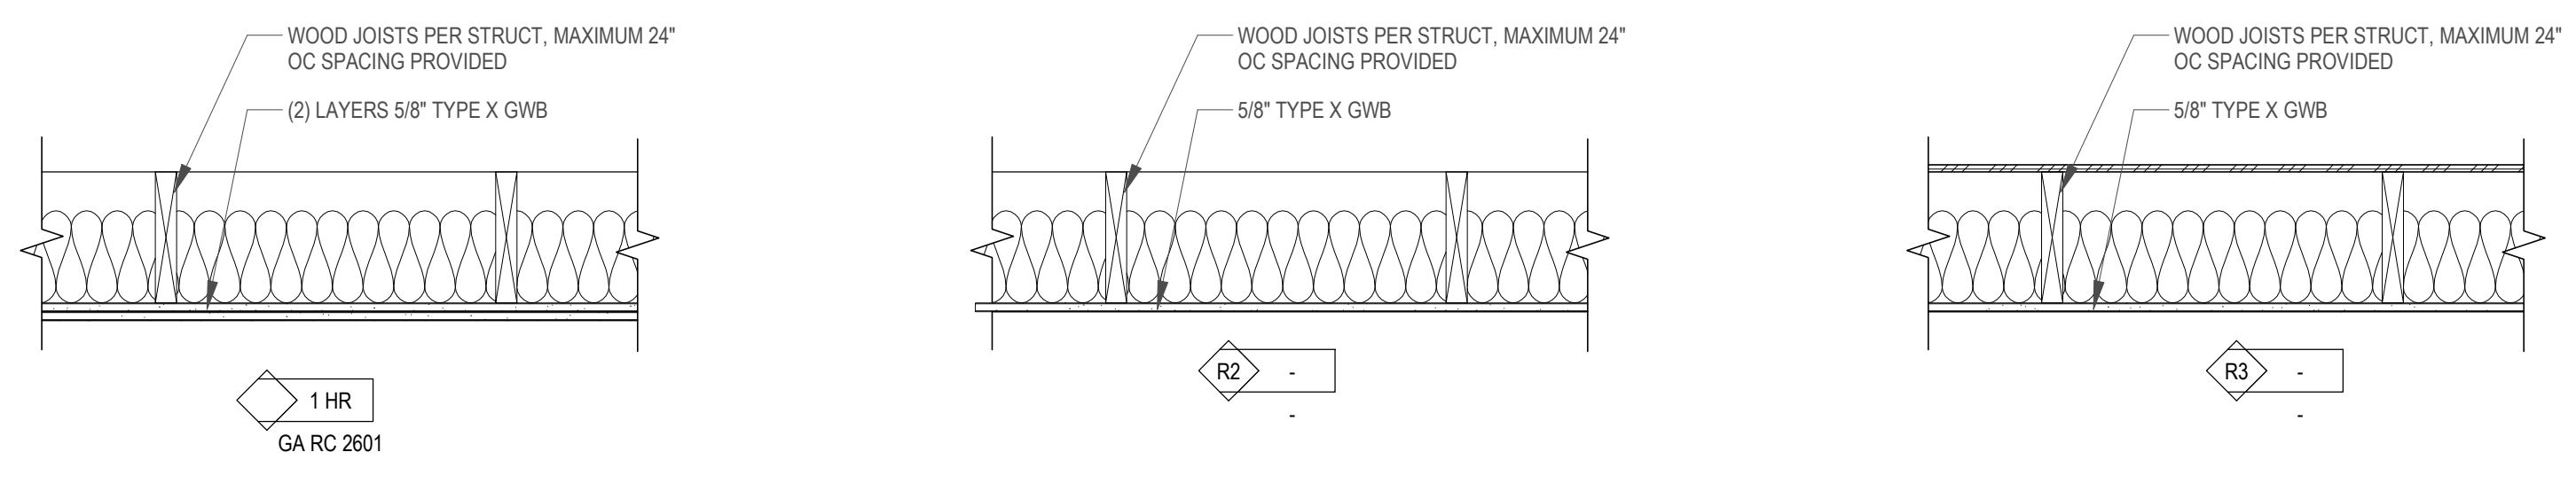 WOOD JOISTS PER STRUCT, MAXIMUM 24"
OC SPACING PROVIDED
(2) LAYERS 5/8" TYPE X GWB
1 HR
GA RC 2601
WOOD JOISTS PER STRUCT, MAXIMUM 24"
OC SPACING PROVIDED
5/8" TYPE X GWB
R2 -
-
WOOD JOISTS PER STRUCT, MAXIMUM 24"
OC SPACING PROVIDED
5/8" TYPE X GWB
R3 -
-